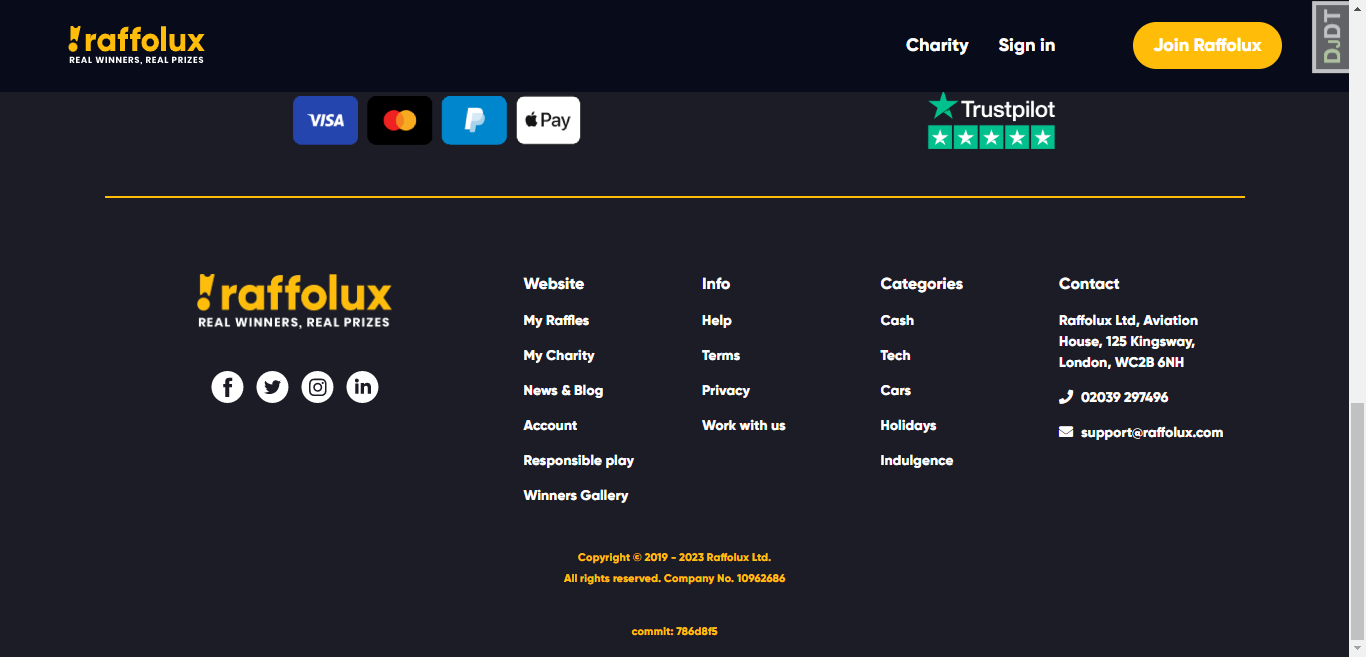 raffolux
REAL WINNERS, REAL PRIZES
Charity
Sign in
Join Raffolux
DJDT
VISA
Pay
Trustpilot
raffolux
REAL WINNERS, REAL PRIZES
Website
My Raffles
My Charity
News & Blog
Account
Responsible play
Winners Gallery
Info
Help
Terms
Privacy
Work with us
Categories
Cash
Tech
Cars
Holidays
Indulgence
Contact
Raffolux Ltd, Aviation
House, 125 Kingsway,
London, WC2B 6NH
02039 297496
support@raffolux.com
Copyright © 2019 - 2023 Raffolux Ltd.
All rights reserved. Company No. 10962686
commit: 786d8f5